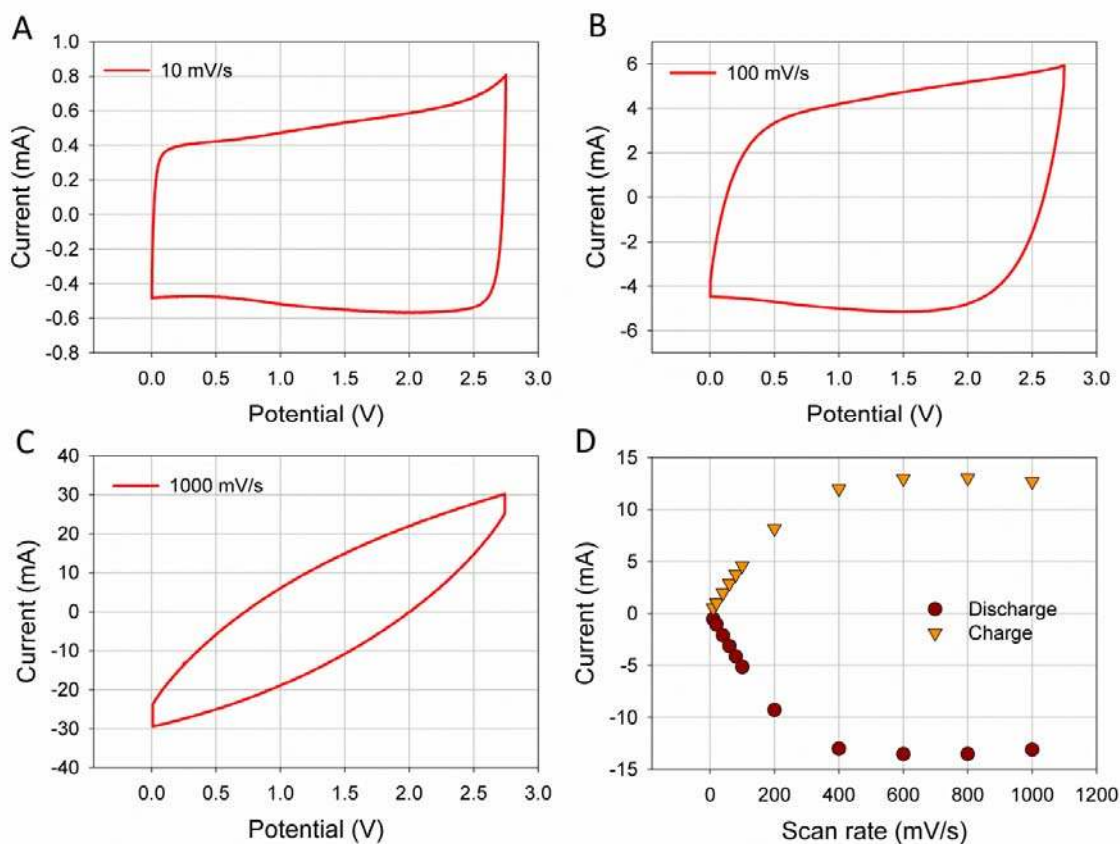 A
1.0
0.8
0.6
0.4
0.2
0.0
-0.2
-0.4
-0.6
-0.8
Current (mA)
10 mV/s
0.0 0.5 1.0 1.5 2.0 2.5 3.0
Potential (V)
B
6
4
2
0
-2
-4
-6
Current (mA)
100 mV/s
0.0 0.5 1.0 1.5 2.0 2.5 3.0
Potential (V)
C
40
30
20
10
0
-10
-20
-30
-40
Current (mA)
1000 mV/s
0.0 0.5 1.0 1.5 2.0 2.5 3.0
Potential (V)
D
15
10
5
0
-5
-10
-15
Current (mA)
Discharge
Charge
0 200 400 600 800 1000 1200
Scan rate (mV/s)